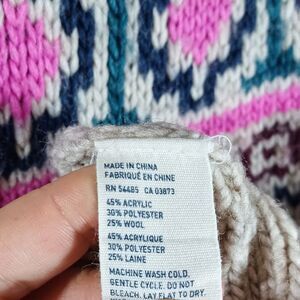 MADE IN CHINA
FABRIQUÉ EN CHINE
RN 54485 CA 03873
45% ACRYLIC
30% POLYESTER
25% WOOL
45% ACRYLIQUE
30% POLYESTER
25% LAINE
MACHINE WASH COLD,
GENTLE CYCLE. DO NOT
BLEACH. LAY FLAT TO DRY.